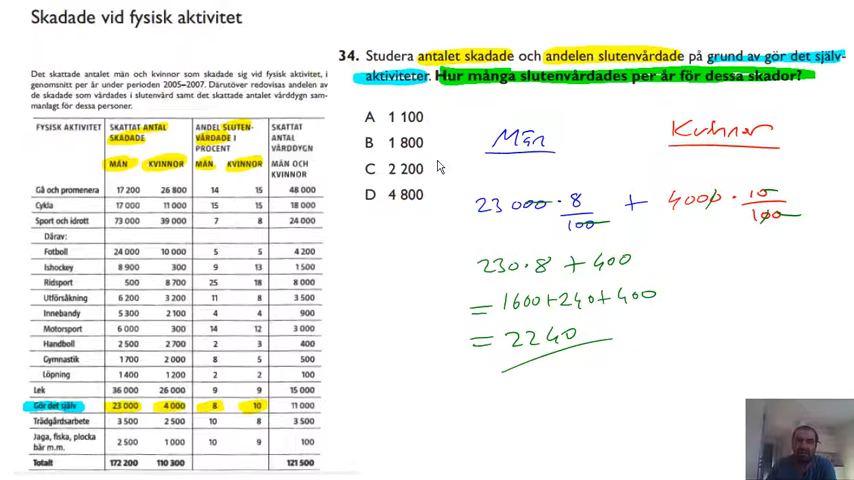 Skadade vid fysisk aktivitet
Det skattade antalet män och kvinnor som skadade sig vid fysisk aktivitet, i
genomsnitt per år under perioden 2005–2007. Därutöver redovisas andelen av
de skadade som vårdades i slutenvård samt det skattade antalet vårddygn sam-
manlagt för dessa personer.
FYSISK AKTIVITET SKATTAT ANTAL SKADADE ANDEL SLUTEN-VÅRDADE I PROCENT SKATTAT ANTAL VÅRDDYGN
MÄN KVINNOR MÄN KVINNOR MÄN OCH KVINNOR
Gå och promenera 17 200 26 800 14 15 48 000
Cykla 17 000 11 000 15 15 18 000
Sport och idrott 73 000 39 000 7 8 24 000
Därav:
Fotboll 24 000 10 000 5 5 4 200
Ishockey 8 900 300 9 13 1 500
Ridsport 500 8 700 25 18 8 000
Utförsåkning 6 200 3 200 11 8 3 500
Innebandy 5 300 2 100 4 4 900
Motorsport 6 000 300 14 12 3 000
Handboll 2 500 2 700 2 3 400
Gymnastik 1 700 2 000 8 5 500
Löpning 1 400 1 200 2 2 100
Lek 36 000 26 000 9 9 15 000
Gör det själv 23 000 4 000 8 10 11 000
Trädgårdsarbete 3 500 2 500 10 8 3 500
Jaga, fiska, plocka
bär m.m. 2 500 1 000 10 9 100
Totalt 172 200 110 300 121 500
34. Studera antalet skadade och andelen slutenvårdade på grund av gör det själv-
aktiviteter. Hur många slutenvårdades per år för dessa skador?
A 1 100
B 1 800
C 2 200
D 4 800
Män Kvinnor
23 000 · 8/100 + 4000 · 10/100
230·8 + 400
= 1600+240+400
= 2240